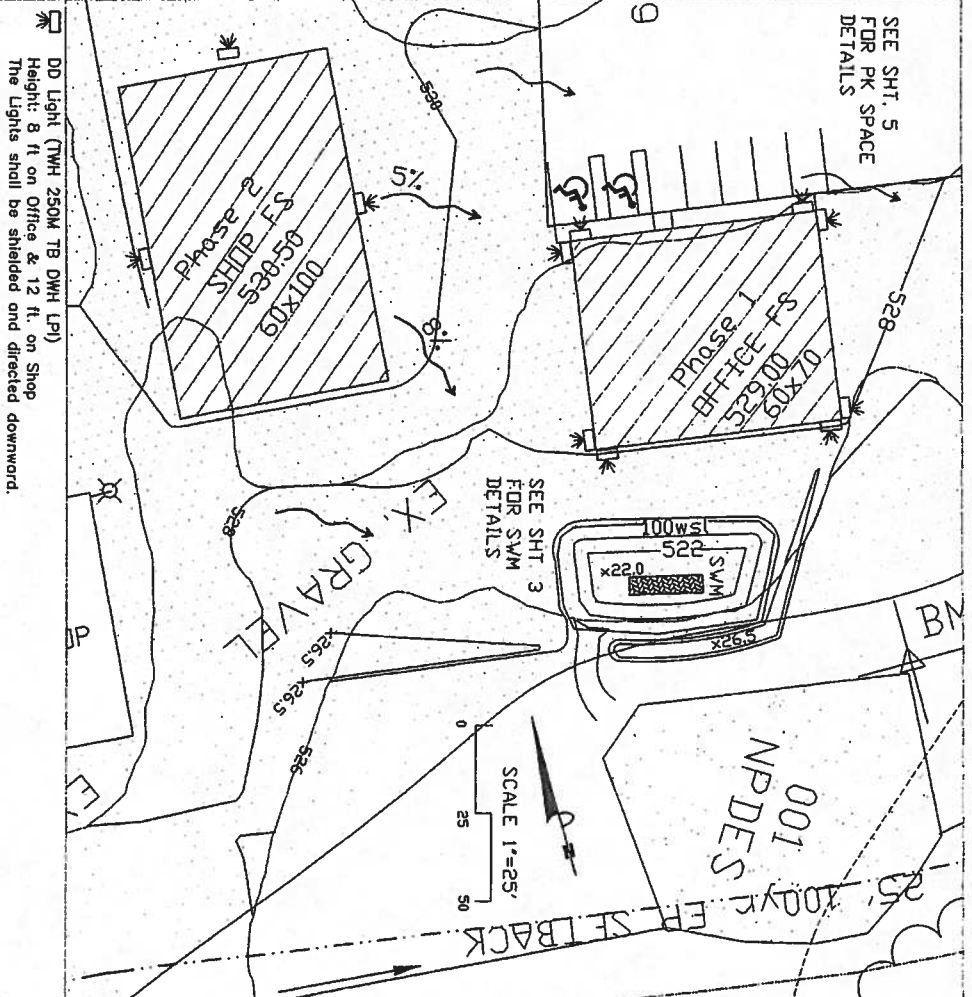 SEE SHT. 5
FOR PK SPACE
DETAILS
9
530
5%
8%
Phase 2
SHOP FS
530.50
60x100
Phase 1
OFFICE FS
529.00
60x70
528
SEE SHT 3
FOR SWM
DETAILS
100wsl
522
SWM
x22.0
x26.5
EX. GRAVEL
528
x26.5
x26.5
526
BM
001
NPDES
SCALE 1"=25'
0
25
50
25' 100yr. FP SETBACK
DD Light (TWH 250M TB DWH LPI)
Height: 8 ft on Office & 12 ft. on Shop
The Lights shall be shielded and directed downward.